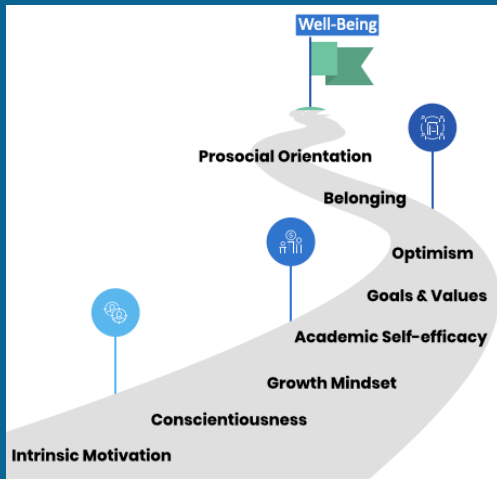 Well-Being
Prosocial Orientation
Belonging
Optimism
Goals & Values
Academic Self-efficacy
Growth Mindset
Conscientiousness
Intrinsic Motivation